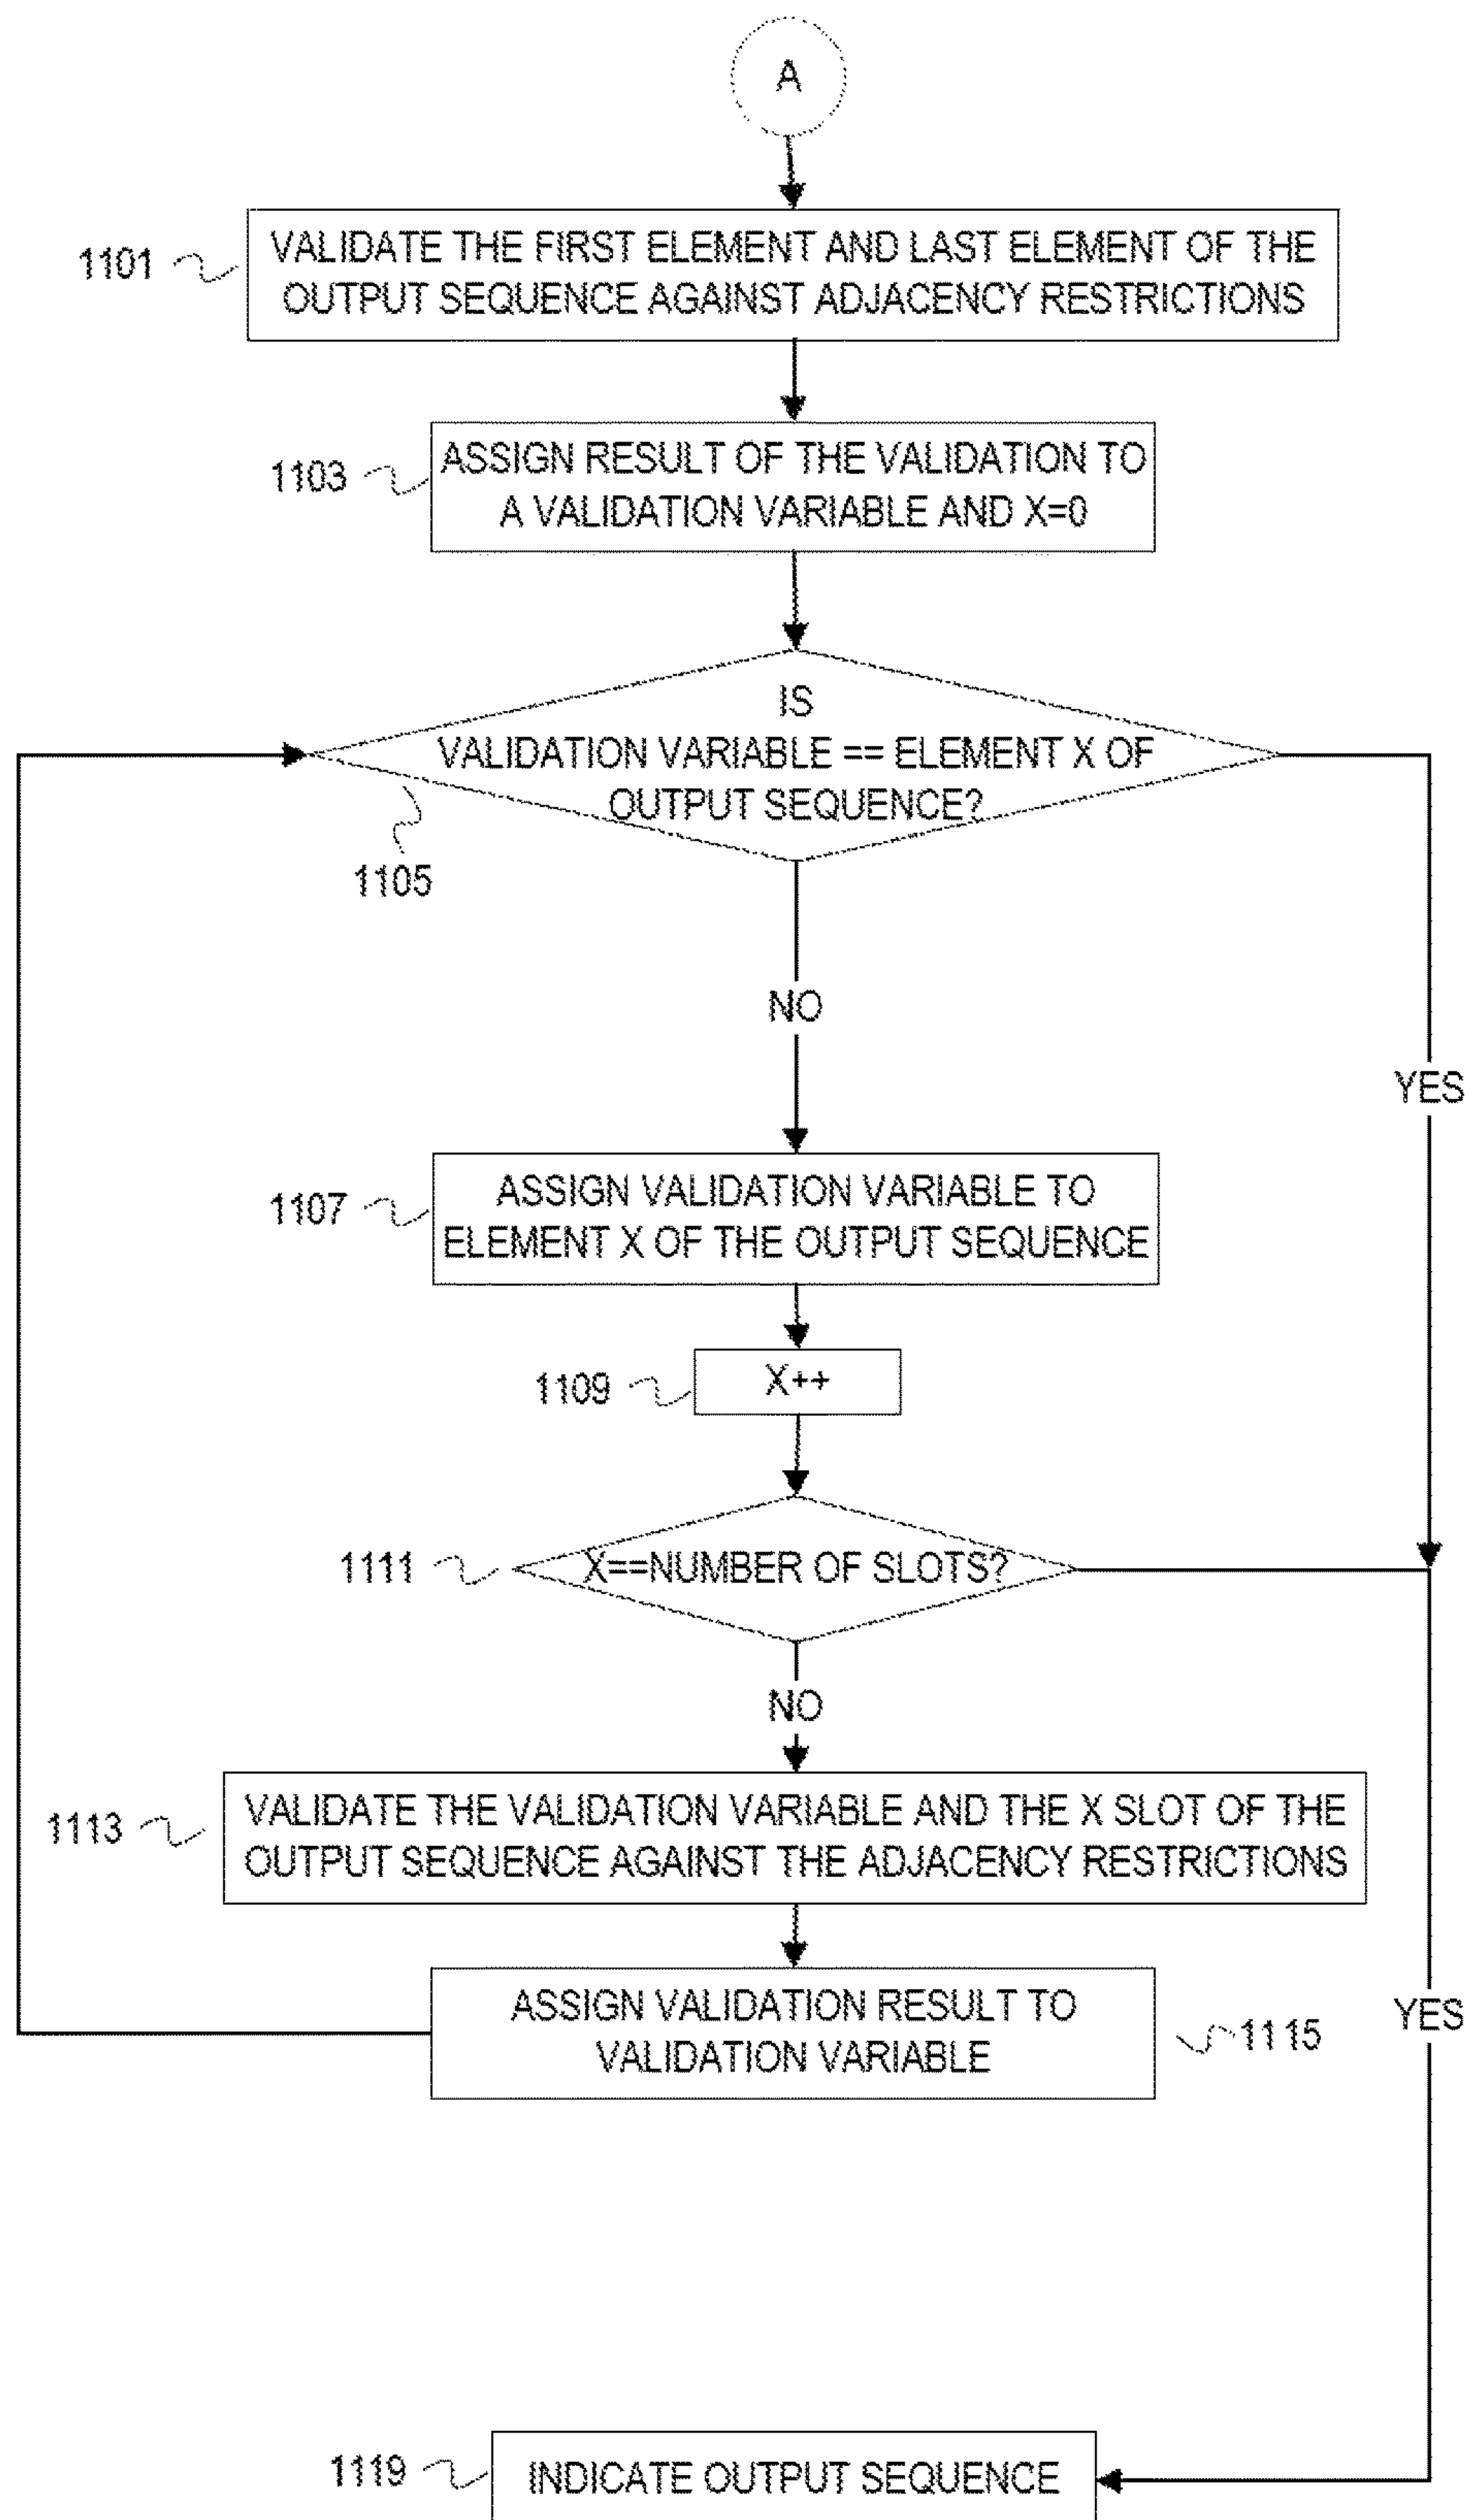 A
1101
VALIDATE THE FIRST ELEMENT AND LAST ELEMENT OF THE
OUTPUT SEQUENCE AGAINST ADJACENCY RESTRICTIONS
1103
ASSIGN RESULT OF THE VALIDATION TO
A VALIDATION VARIABLE AND X=0
IS
VALIDATION VARIABLE == ELEMENT X OF
OUTPUT SEQUENCE?
1105
NO
YES
1107
ASSIGN VALIDATION VARIABLE TO
ELEMENT X OF THE OUTPUT SEQUENCE
1109
X++
1111
X==NUMBER OF SLOTS?
NO
1113
VALIDATE THE VALIDATION VARIABLE AND THE X SLOT OF THE
OUTPUT SEQUENCE AGAINST THE ADJACENCY RESTRICTIONS
ASSIGN VALIDATION RESULT TO
VALIDATION VARIABLE
1115
YES
1119
INDICATE OUTPUT SEQUENCE